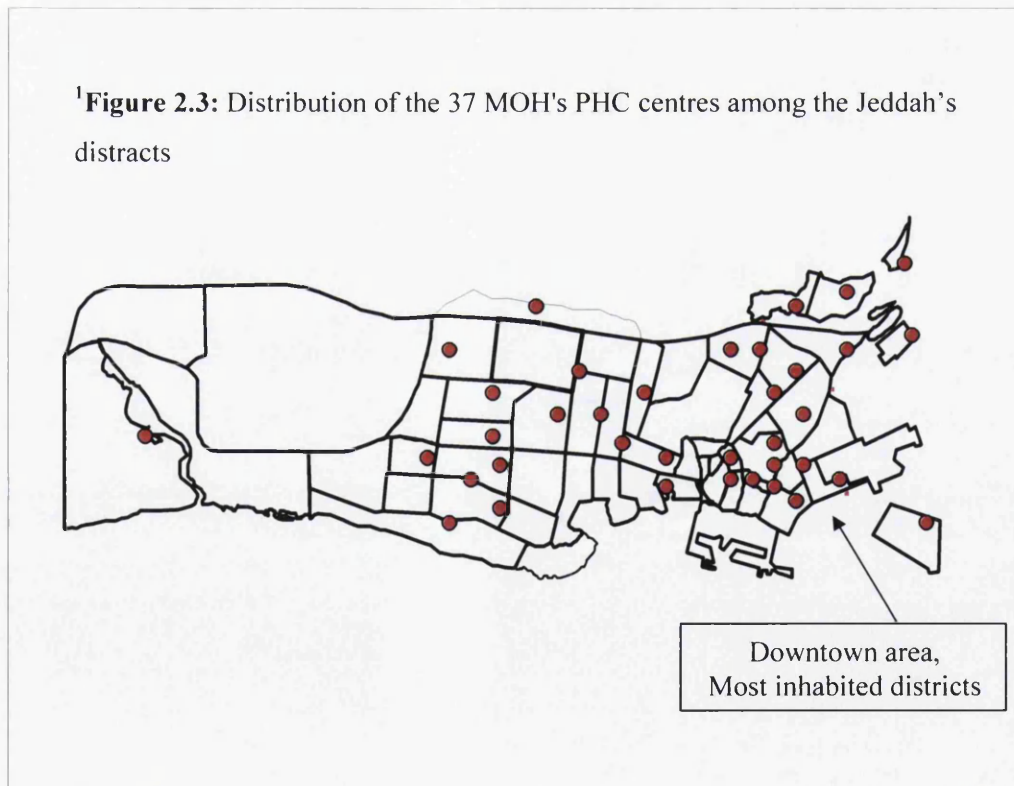 ¹Figure 2.3: Distribution of the 37 MOH's PHC centres among the Jeddah's
distracts
Downtown area,
Most inhabited districts